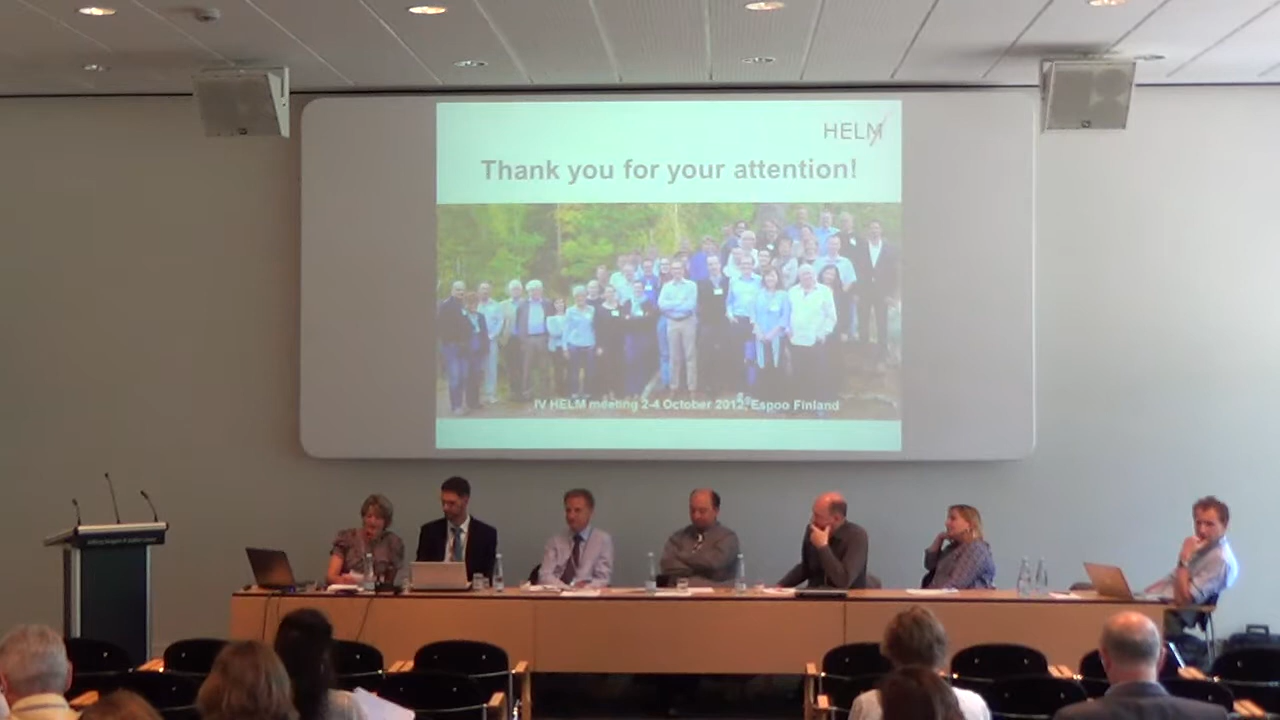 HELM
Thank you for your attention!
IV HELM meeting 2-4 October 2012, Espoo Finland